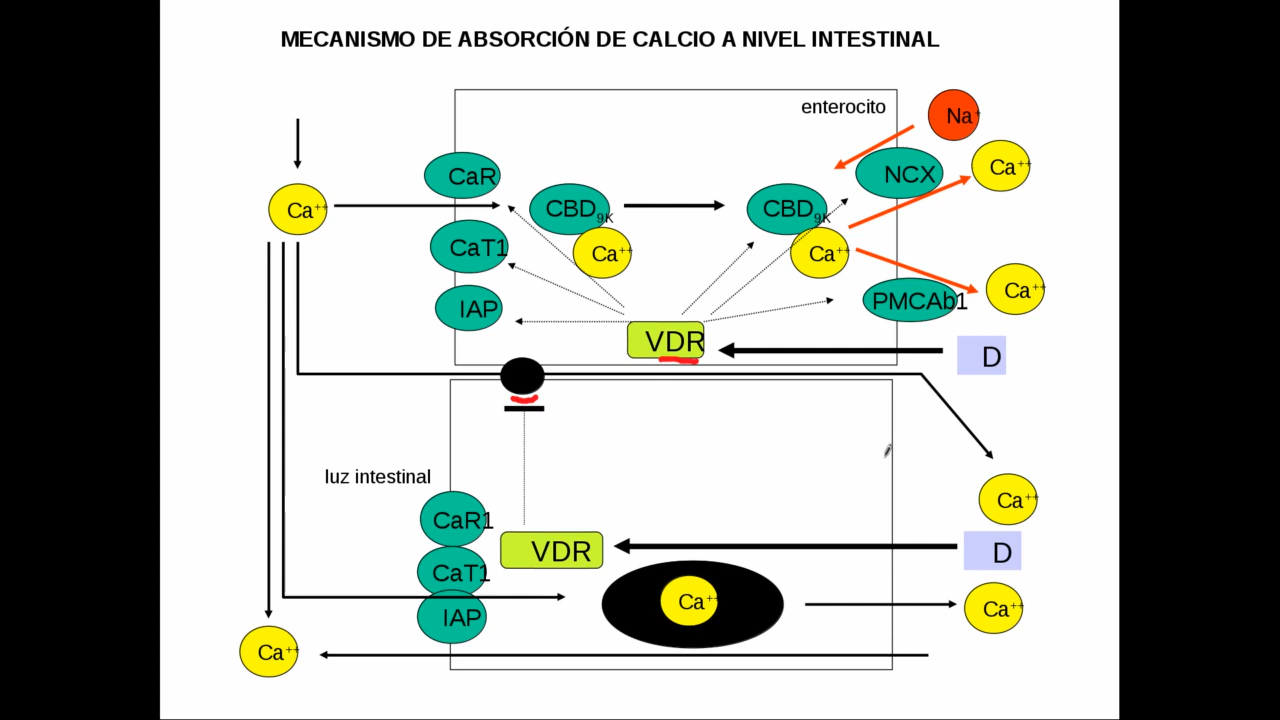 MECANISMO DE ABSORCIÓN DE CALCIO A NIVEL INTESTINAL
enterocito
Na+
Ca++
CaR
NCX
Ca++
CBD9K
CBD9K
CaT1
Ca++
Ca++
Ca++
IAP
PMCAb1
VDR
D
luz intestinal
Ca++
CaR1
VDR
D
CaT1
Ca++
Ca++
IAP
Ca++